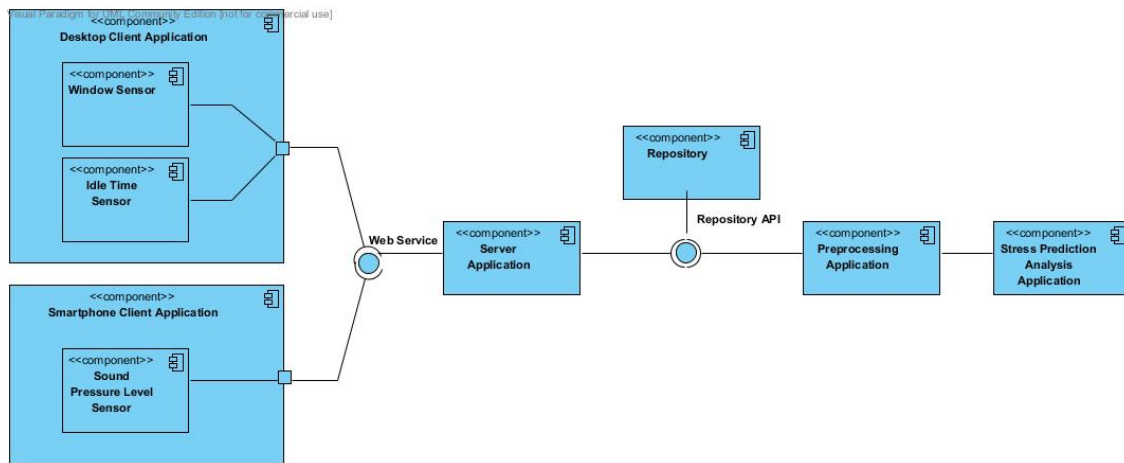 Visual Paradigm for UML Community Edition [not for commercial use]
<<component>>
Desktop Client Application
<<component>>
Window Sensor
<<component>>
Idle Time
Sensor
<<component>>
Smartphone Client Application
<<component>>
Sound
Pressure Level
Sensor
Web Service
<<component>>
Server
Application
<<component>>
Repository
Repository API
<<component>>
Preprocessing
Application
<<component>>
Stress Prediction
Analysis
Application